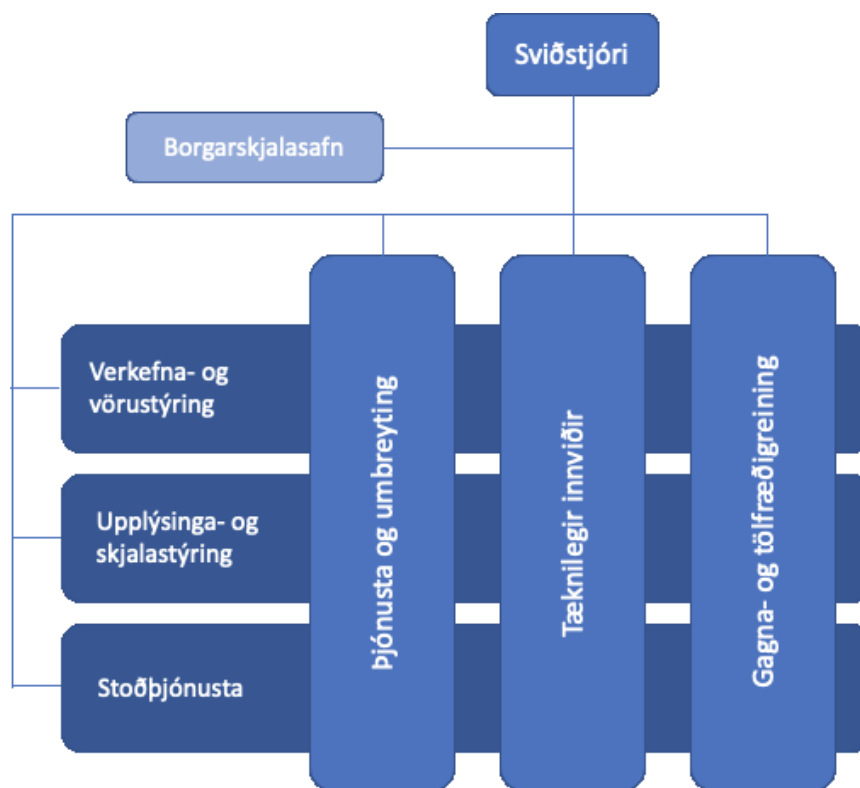 Sviðstjóri
Borgarskjalasafn
Verkefna- og
vörustýring
Upplýsinga- og
skjalastýring
Stoðþjónusta
Þjónusta og umbreyting
Tæknilegir innviðir
Gagna- og tölfræðigreining